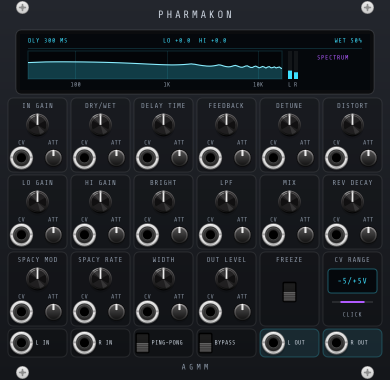 PHARMAKON
DLY 300 MS LO +0.0 HI +0.0 WET 50%
SPECTRUM
100 1K 10K L R
IN GAIN DRY/WET DELAY TIME FEEDBACK DETUNE DISTORT
CV ATT CV ATT CV ATT CV ATT CV ATT CV ATT
LO GAIN HI GAIN BRIGHT LPF MIX REV DECAY
CV ATT CV ATT CV ATT CV ATT CV ATT CV ATT
SPACY MOD SPACY RATE WIDTH OUT LEVEL FREEZE CV RANGE
-5/+5V
CV ATT CV ATT CV ATT CV ATT CLICK
L IN R IN PING-PONG BYPASS L OUT R OUT
AGMM